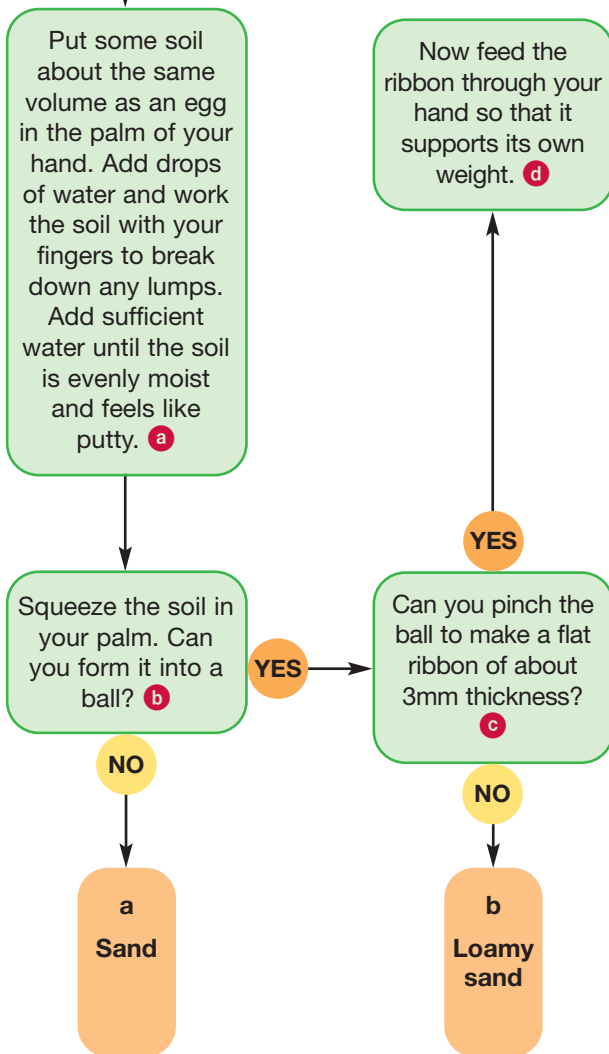 Put some soil
about the same
volume as an egg
in the palm of your
hand. Add drops
of water and work
the soil with your
fingers to break
down any lumps.
Add sufficient
water until the soil
is evenly moist
and feels like
putty. a
Squeeze the soil in
your palm. Can
you form it into a
ball? b
YES
NO
a
Sand
Can you pinch the
ball to make a flat
ribbon of about
3mm thickness?
c
YES
NO
b
Loamy
sand
Now feed the
ribbon through your
hand so that it
supports its own
weight. d